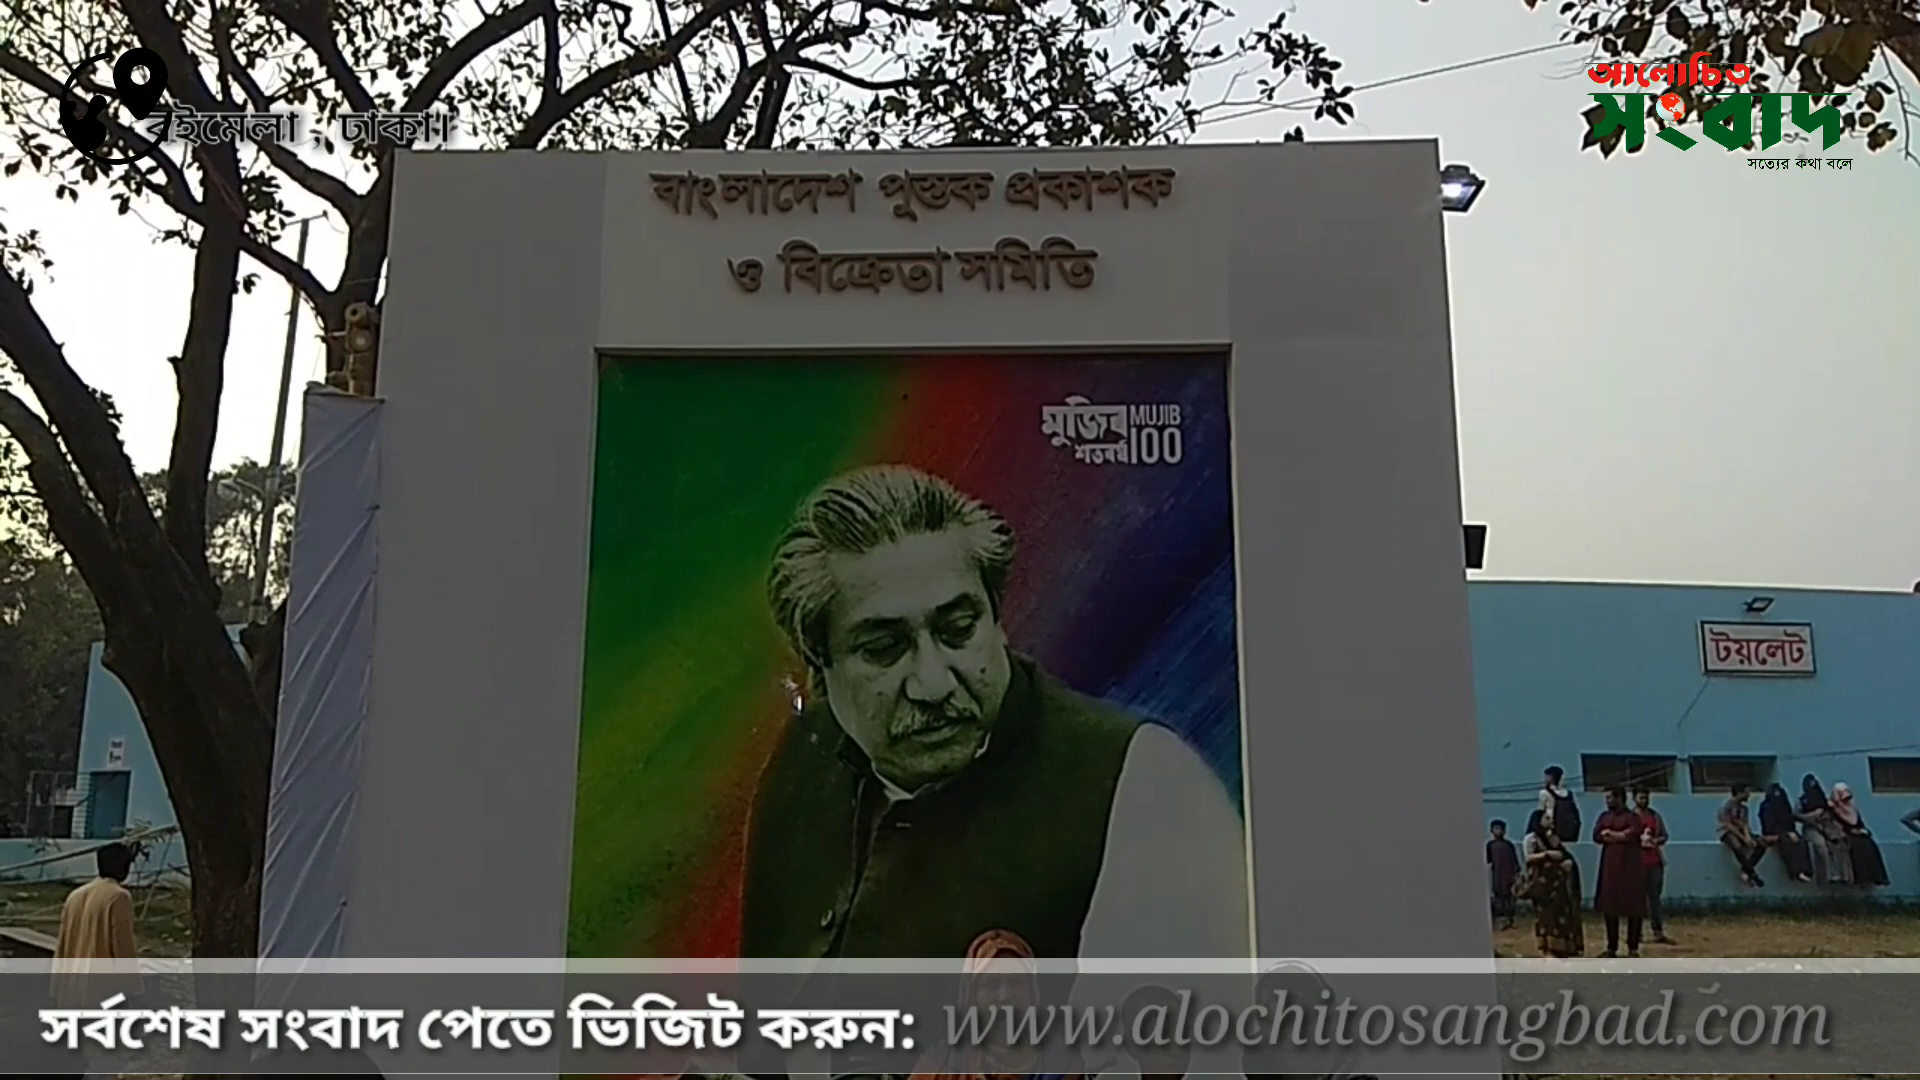 বইমেলা , ঢাকা।
আলোচিত
সংবাদ
সত্যের কথা বলে
বাংলাদেশ পুস্তক প্রকাশক
ও বিক্রেতা সমিতি
মুজিব MUJIB
শতবর্ষ 100
টয়লেট
সর্বশেষ সংবাদ পেতে ভিজিট করুন: www.alochitosangbad.com